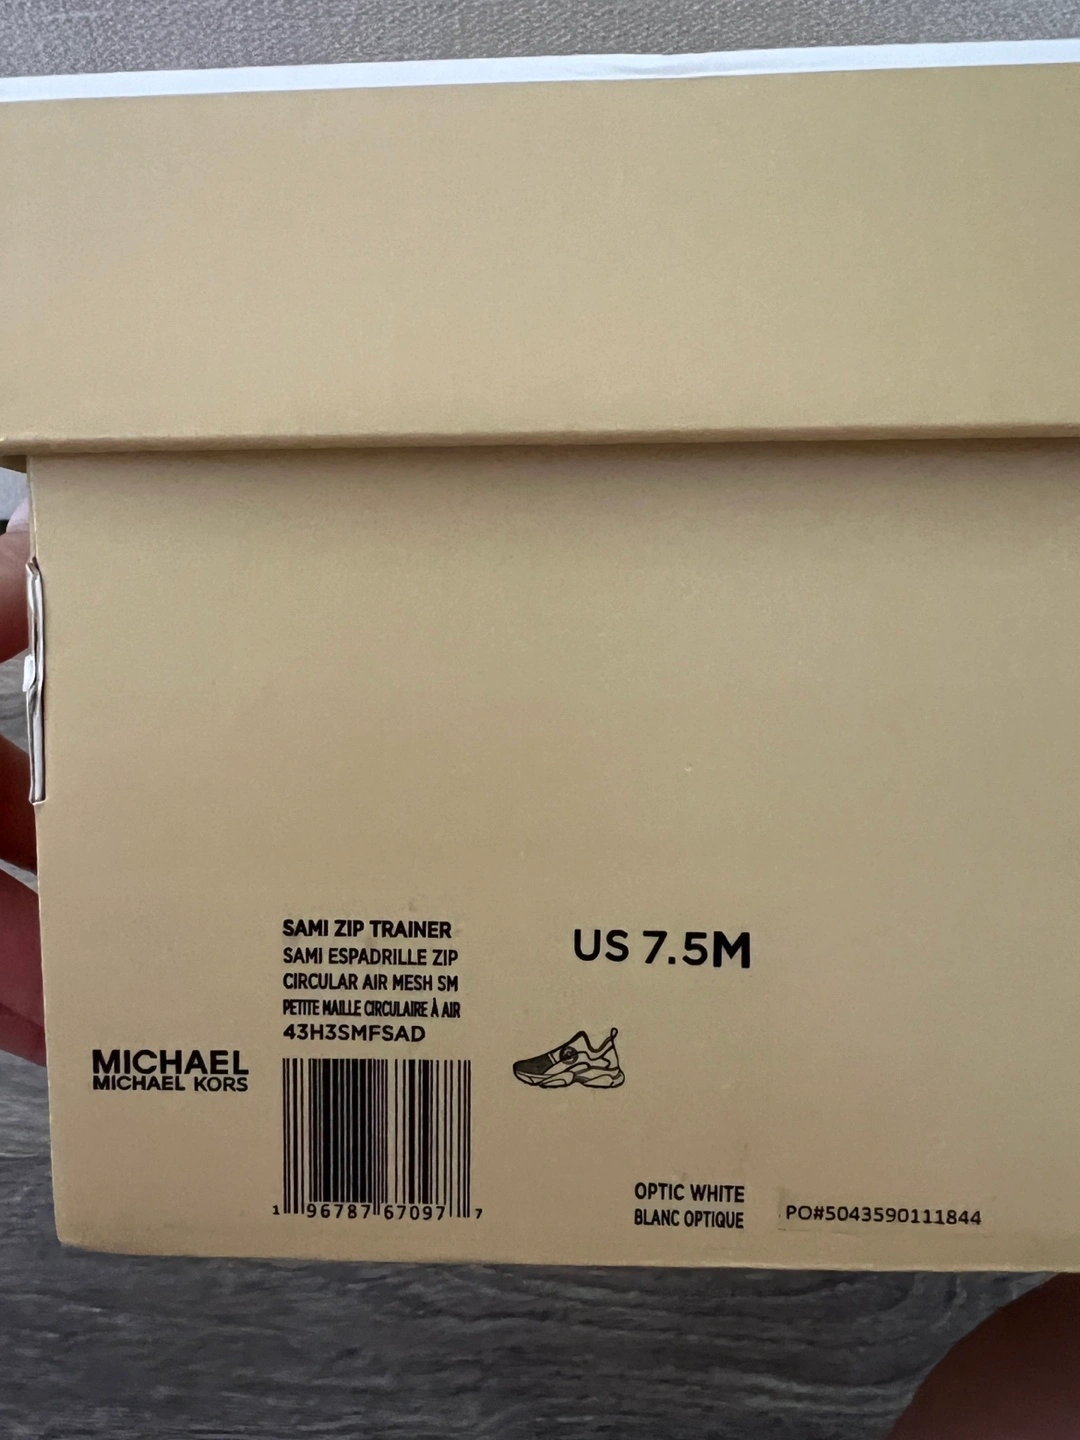 SAMI ZIP TRAINER
SAMI ESPADRILLE ZIP
CIRCULAR AIR MESH SM
PETITE MAILLE CIRCULAIRE À AIR
43H3SMFSAD
US 7.5M
MICHAEL
MICHAEL KORS
1 96787 67097 7
OPTIC WHITE
BLANC OPTIQUE
PO#5043590111844